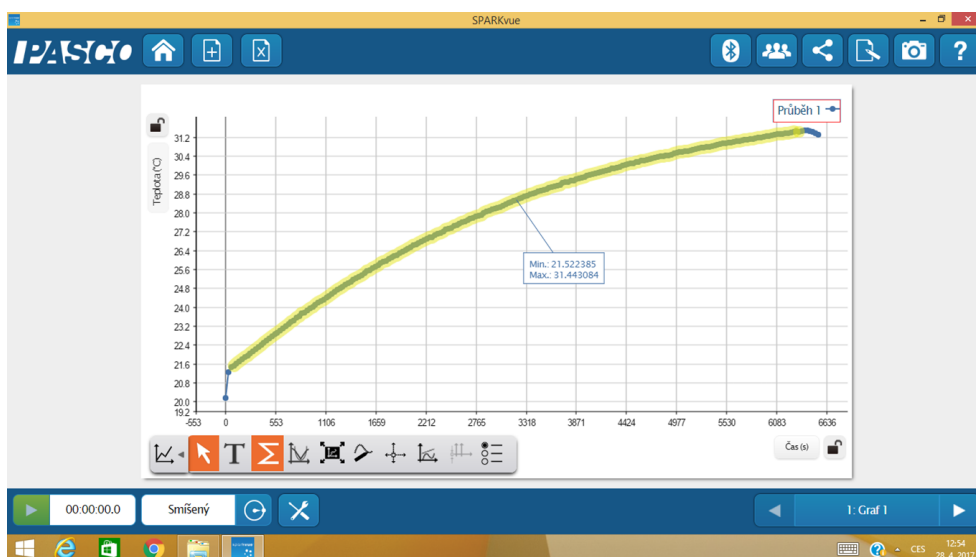 SPARKvue
PASCO
?
Průběh 1
Teplota (°C)
31.2
30.4
29.6
28.8
28.0
27.2
26.4
25.6
24.8
24.0
23.2
22.4
21.6
20.8
20.0
19.2
Min.: 21.522385
Max.: 31.443084
-553 0 553 1106 1659 2212 2765 3318 3871 4424 4977 5530 6083 6636
Čas (s)
T Σ
00:00:00.0
Smíšený
1: Graf 1
CES
12:54
28. 4. 2017